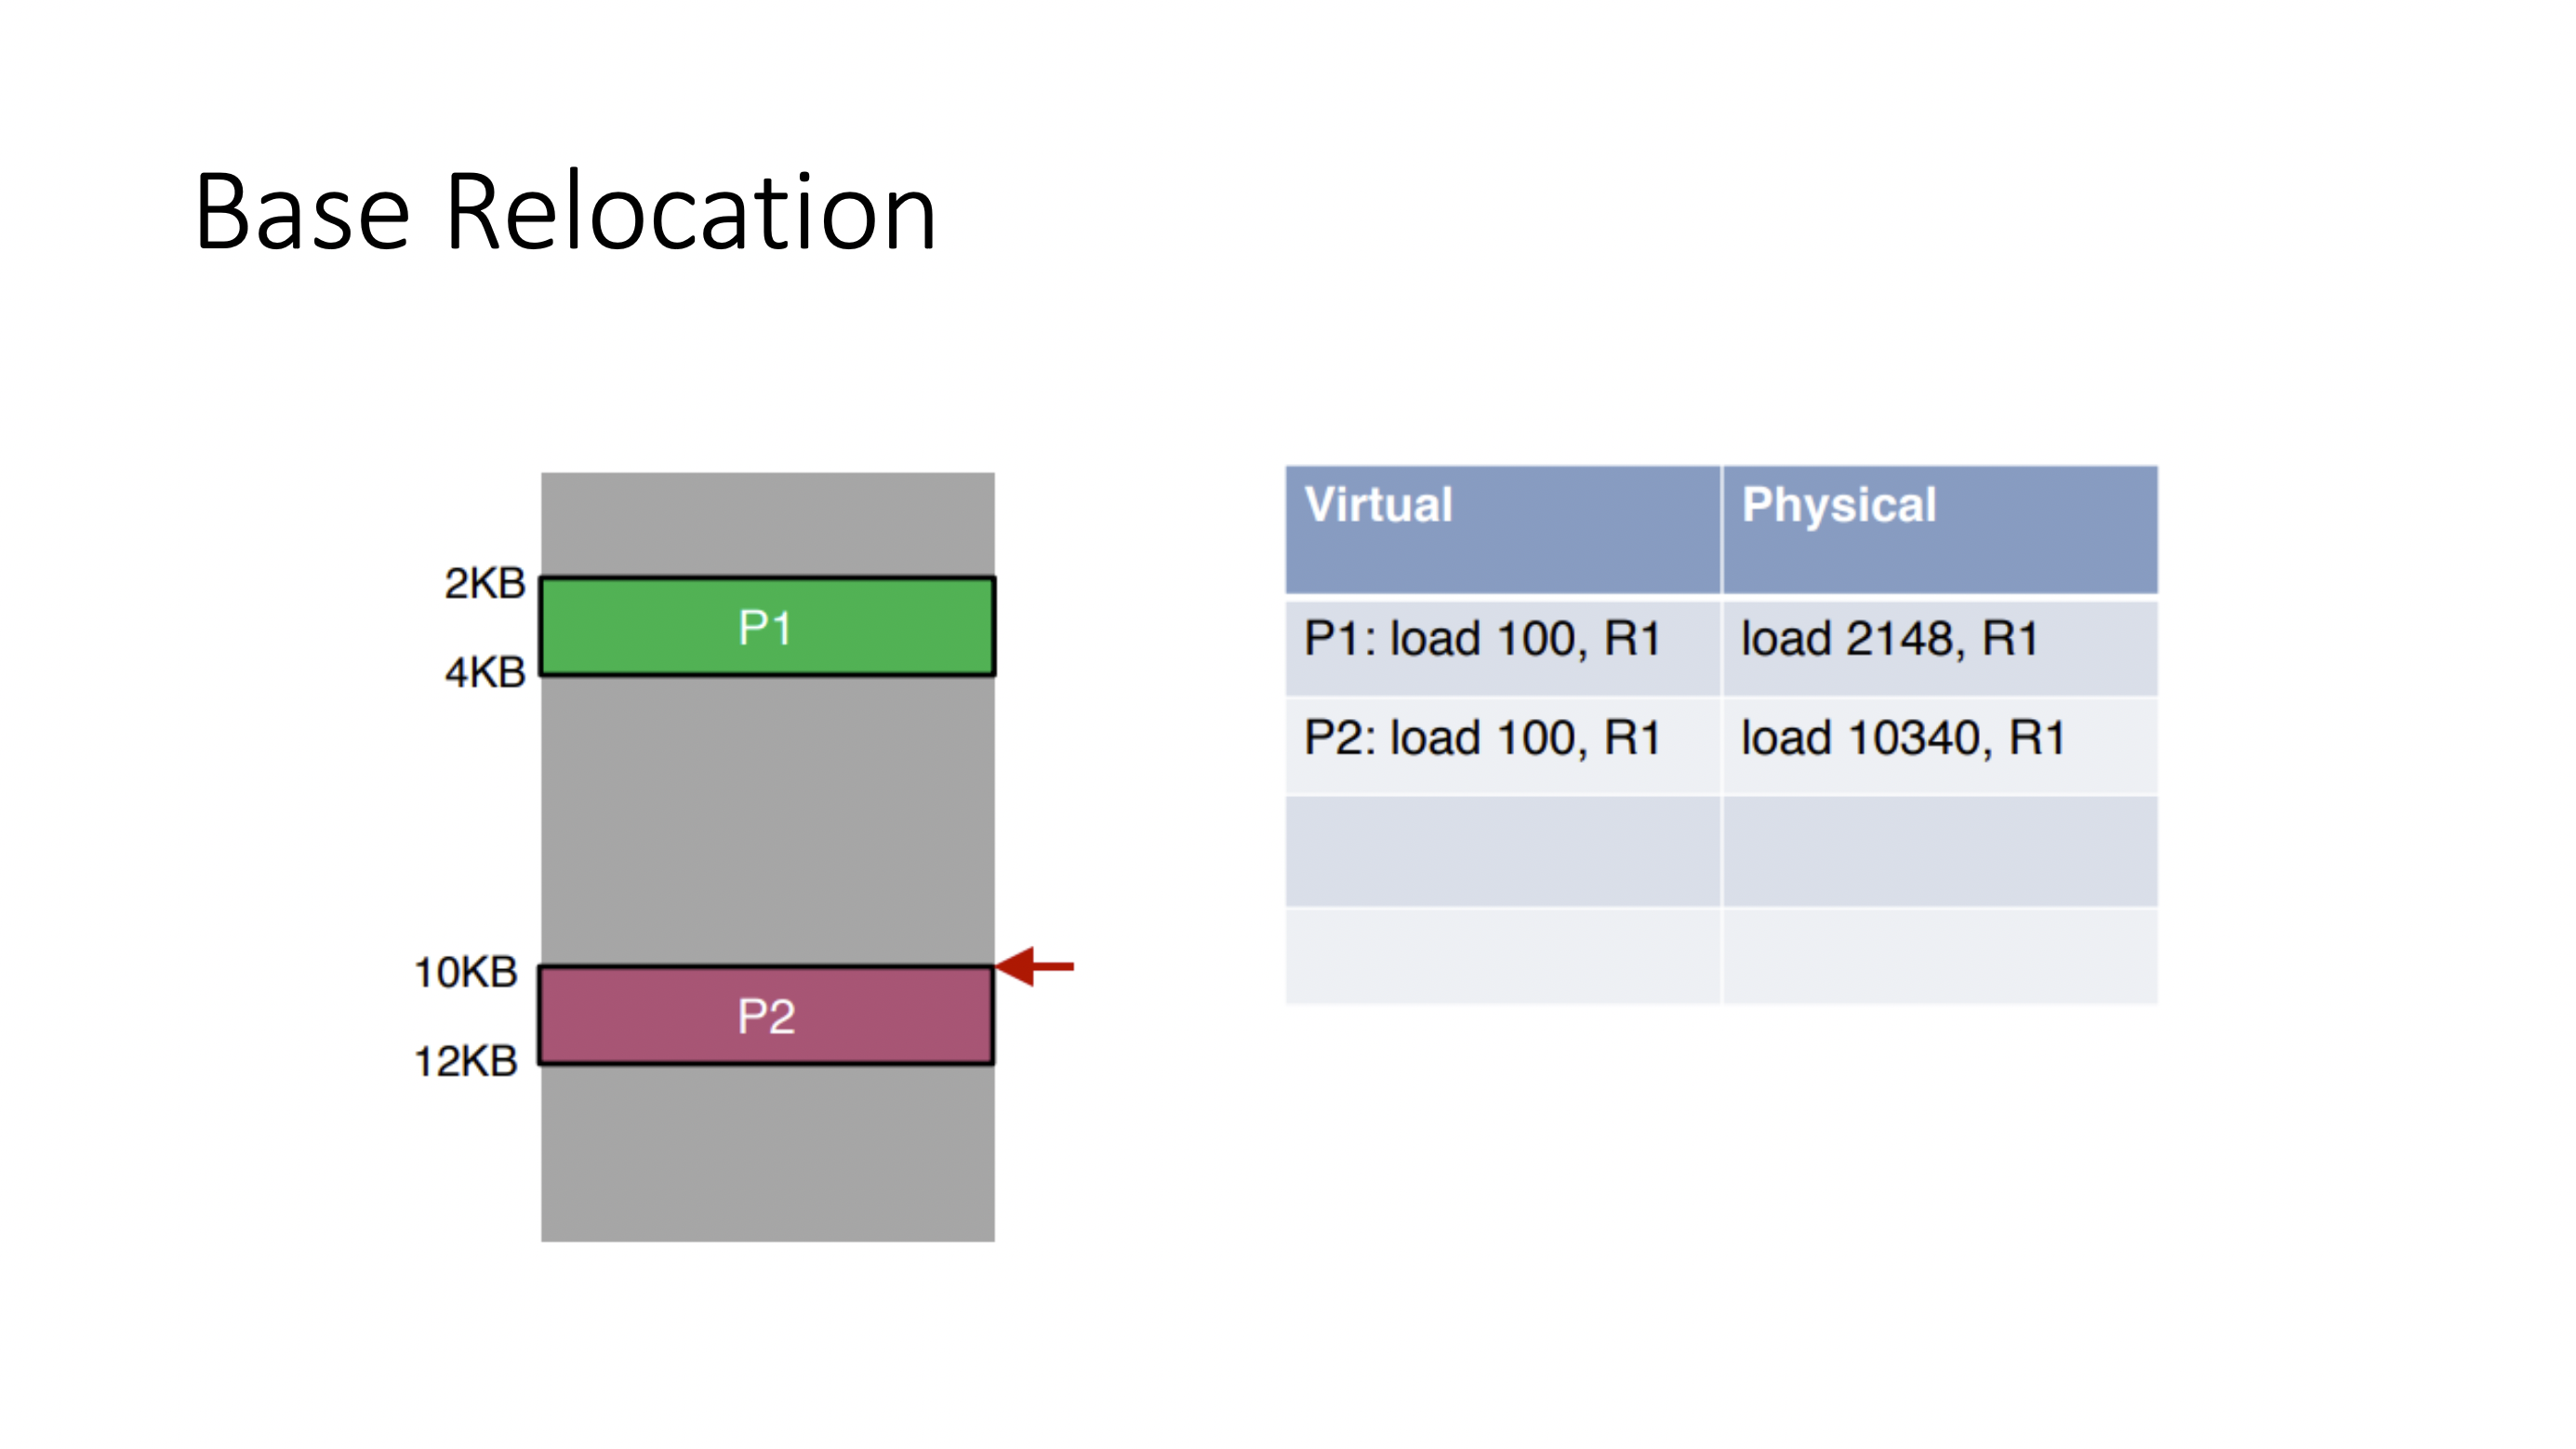 Base Relocation
2KB
P1
4KB
10KB
P2
12KB
Virtual Physical
P1: load 100, R1 load 2148, R1
P2: load 100, R1 load 10340, R1